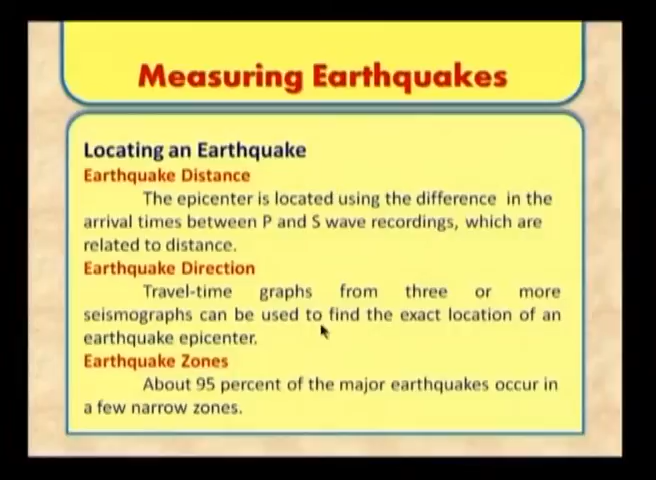 Measuring Earthquakes
Locating an Earthquake
Earthquake Distance
The epicenter is located using the difference in the
arrival times between P and S wave recordings, which are
related to distance.
Earthquake Direction
Travel-time graphs from three or more
seismographs can be used to find the exact location of an
earthquake epicenter.
Earthquake Zones
About 95 percent of the major earthquakes occur in
a few narrow zones.